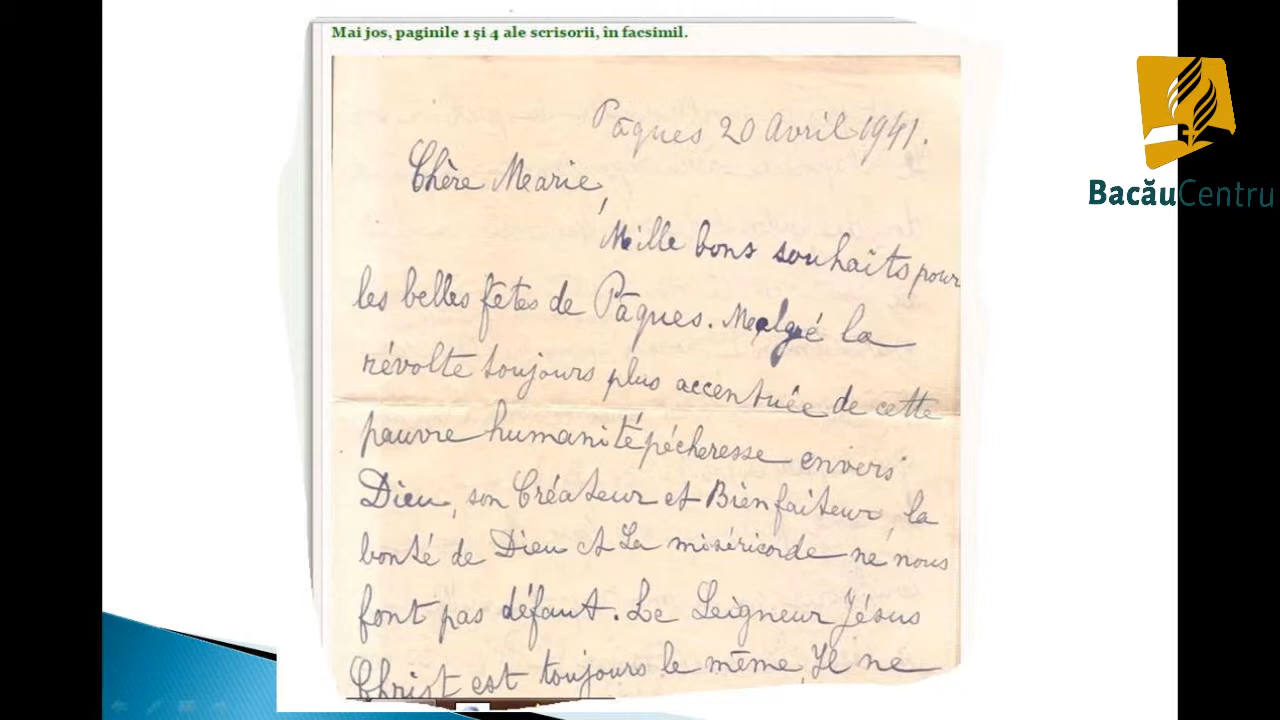 Mai jos, paginile 1 şi 4 ale scrisorii, în facsimil.
Pâques 20 Avril 1941.
Chère Marie,
Mille bons souhaits pour
les belles fêtes de Pâques. Malgré la
révolte toujours plus accentuée de cette
pauvre humanité pécheresse envers
Dieu, son Créateur et Bienfaiteur, la
bonté de Dieu et Sa miséricorde ne nous
font pas défaut. Le Seigneur Jésus
Christ est toujours le même, Il ne
BacăuCentru